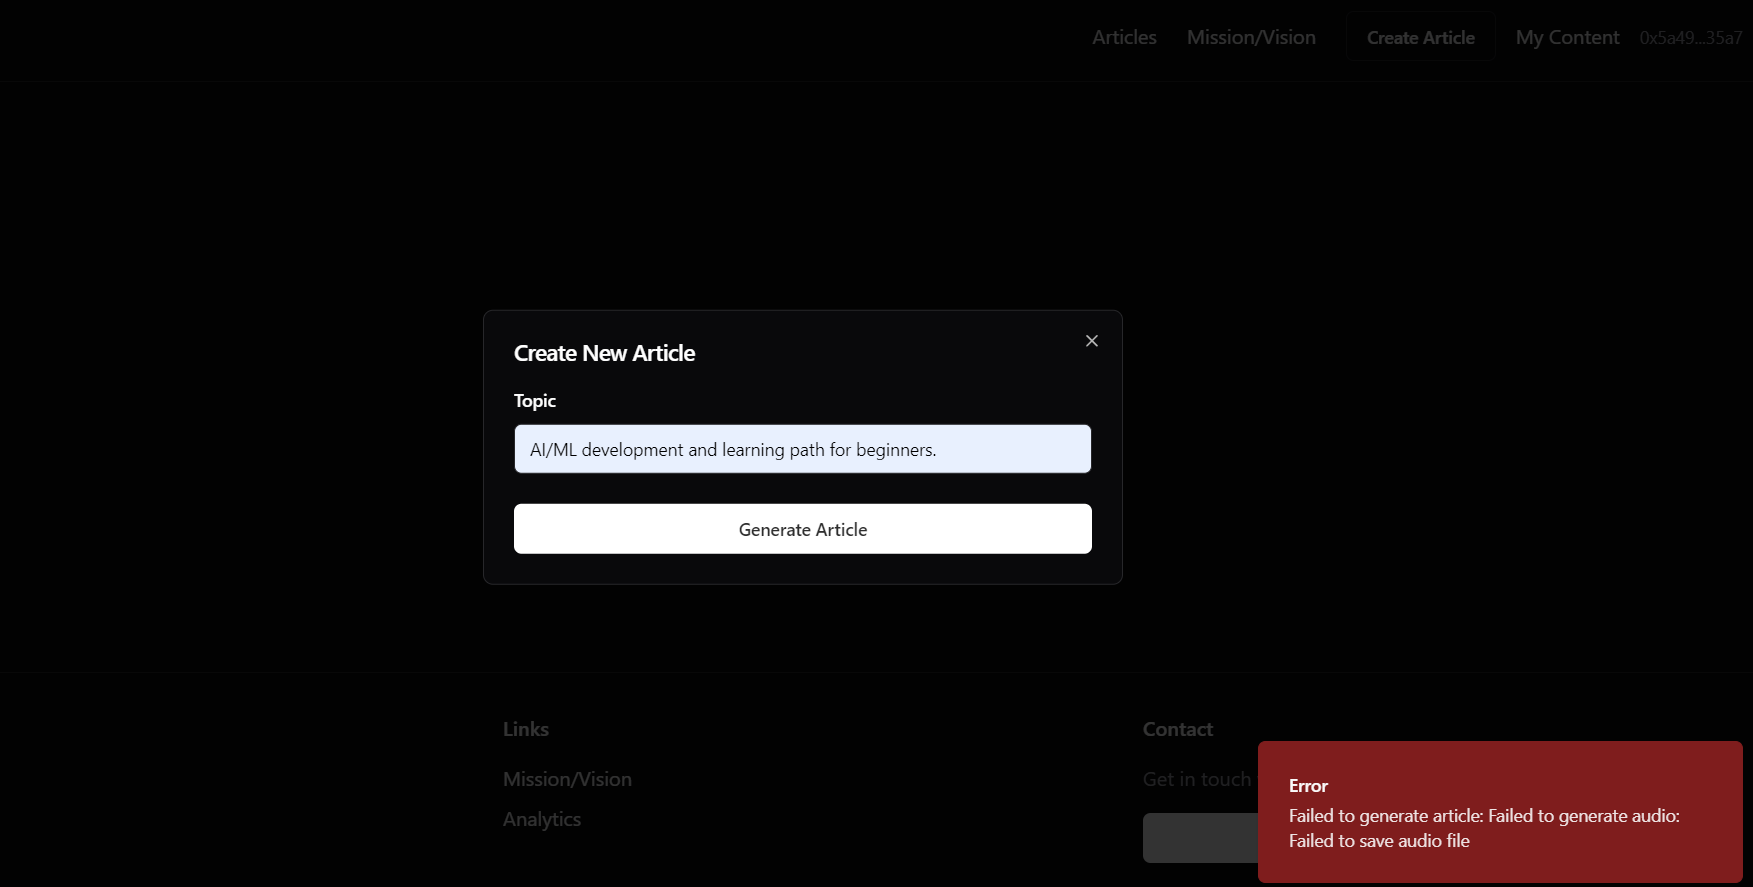 Articles
Mission/Vision
Create Article
My Content
0x5a49...35a7
Create New Article
Topic
AI/ML development and learning path for beginners.
Generate Article
Links
Mission/Vision
Analytics
Contact
Get in touch
Error
Failed to generate article: Failed to generate audio:
Failed to save audio file